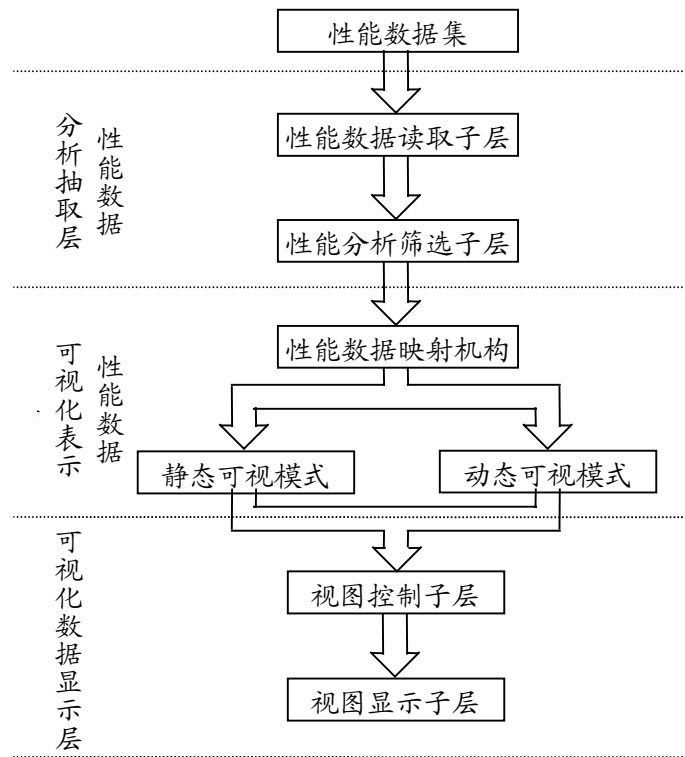 性能数据集
性能数据
分析抽取层
性能数据读取子层
性能分析筛选子层
性能数据
可视化表示
性能数据映射机构
静态可视模式
动态可视模式
可视化数据显示层
视图控制子层
视图显示子层